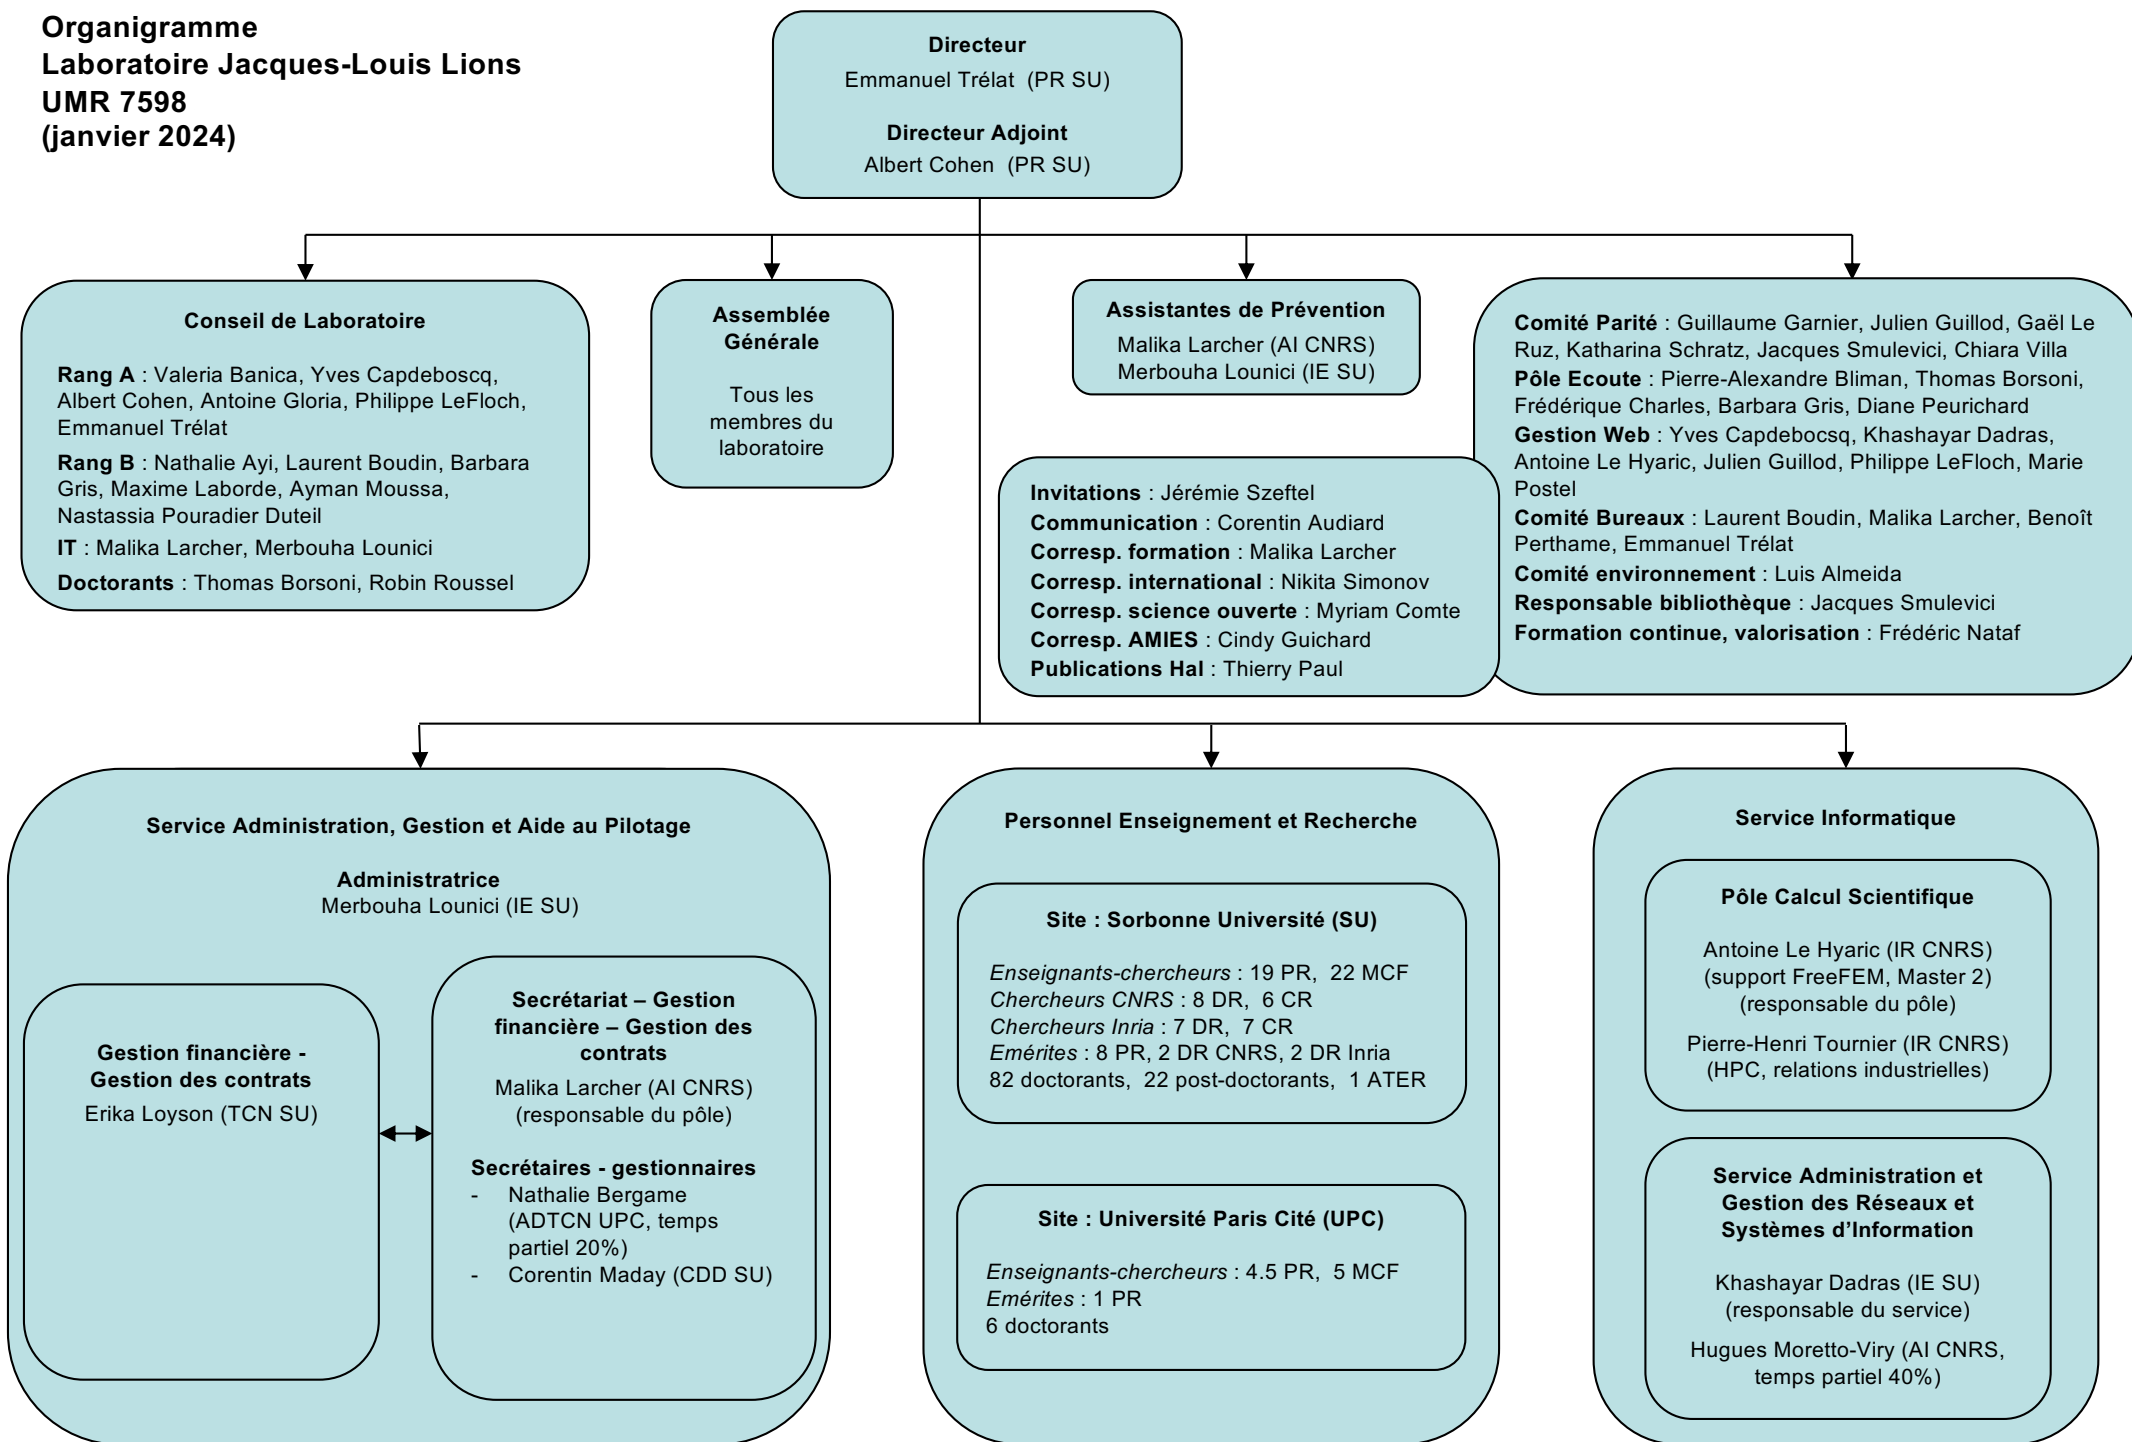 Organigramme
Laboratoire Jacques-Louis Lions
UMR 7598
(janvier 2024)
Directeur
Emmanuel Trélat  (PR SU)
Directeur Adjoint
Albert Cohen  (PR SU)
Conseil de Laboratoire
Rang A : Valeria Banica, Yves Capdeboscq,
Albert Cohen, Antoine Gloria, Philippe LeFloch,
Emmanuel Trélat
Rang B : Nathalie Ayi, Laurent Boudin, Barbara
Gris, Maxime Laborde, Ayman Moussa,
Nastassia Pouradier Duteil
IT : Malika Larcher, Merbouha Lounici
Doctorants : Thomas Borsoni, Robin Roussel
Assemblée
Générale
Tous les
membres du
laboratoire
Assistantes de Prévention
Malika Larcher (AI CNRS)
Merbouha Lounici (IE SU)
Invitations : Jérémie Szeftel
Communication : Corentin Audiard
Corresp. formation : Malika Larcher
Corresp. international : Nikita Simonov
Corresp. science ouverte : Myriam Comte
Corresp. AMIES : Cindy Guichard
Publications Hal : Thierry Paul
Comité Parité : Guillaume Garnier, Julien Guillod, Gaël Le
Ruz, Katharina Schratz, Jacques Smulevici, Chiara Villa
Pôle Ecoute : Pierre-Alexandre Bliman, Thomas Borsoni,
Frédérique Charles, Barbara Gris, Diane Peurichard
Gestion Web : Yves Capdebocsq, Khashayar Dadras,
Antoine Le Hyaric, Julien Guillod, Philippe LeFloch, Marie
Postel
Comité Bureaux : Laurent Boudin, Malika Larcher, Benoît
Perthame, Emmanuel Trélat
Comité environnement : Luis Almeida
Responsable bibliothèque : Jacques Smulevici
Formation continue, valorisation : Frédéric Nataf
Service Administration, Gestion et Aide au Pilotage
Administratrice
Merbouha Lounici (IE SU)
Gestion financière -
Gestion des contrats
Erika Loyson (TCN SU)
Secrétariat – Gestion
financière – Gestion des
contrats
Malika Larcher (AI CNRS)
(responsable du pôle)
Secrétaires - gestionnaires
- Nathalie Bergame
(ADTCN UPC, temps
partiel 20%)
- Corentin Maday (CDD SU)
Personnel Enseignement et Recherche
Site : Sorbonne Université (SU)
Enseignants-chercheurs : 19 PR,  22 MCF
Chercheurs CNRS : 8 DR,  6 CR
Chercheurs Inria : 7 DR,  7 CR
Emérites : 8 PR, 2 DR CNRS, 2 DR Inria
82 doctorants,  22 post-doctorants,  1 ATER
Site : Université Paris Cité (UPC)
Enseignants-chercheurs : 4.5 PR,  5 MCF
Emérites : 1 PR
6 doctorants
Service Informatique
Pôle Calcul Scientifique
Antoine Le Hyaric (IR CNRS)
(support FreeFEM, Master 2)
(responsable du pôle)
Pierre-Henri Tournier (IR CNRS)
(HPC, relations industrielles)
Service Administration et
Gestion des Réseaux et
Systèmes d’Information
Khashayar Dadras (IE SU)
(responsable du service)
Hugues Moretto-Viry (AI CNRS,
temps partiel 40%)